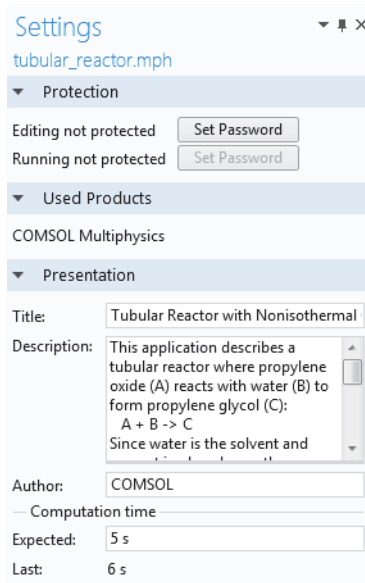 Settings
tubular_reactor.mph
Protection
Editing not protected Set Password
Running not protected Set Password
Used Products
COMSOL Multiphysics
Presentation
Title: Tubular Reactor with Nonisothermal
Description: This application describes a
tubular reactor where propylene
oxide (A) reacts with water (B) to
form propylene glycol (C):
A + B -> C
Since water is the solvent and
Author: COMSOL
Computation time
Expected: 5 s
Last: 6 s